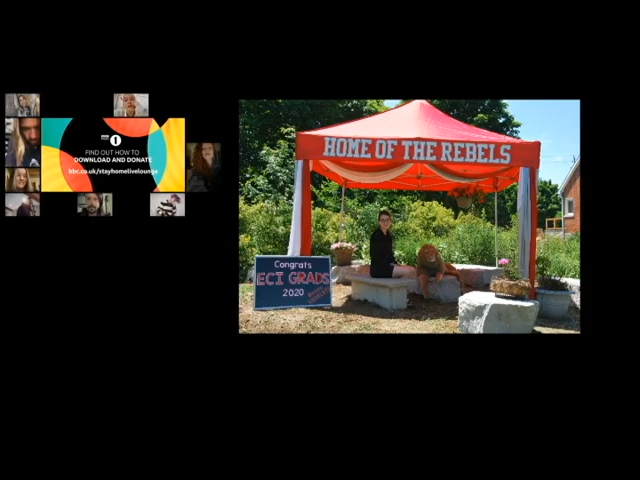 1
FIND OUT HOW TO
DOWNLOAD AND DONATE
bbc.co.uk/stayhomelivelounge
HOME OF THE REBELS
Congrats
ECI GRADS
2020